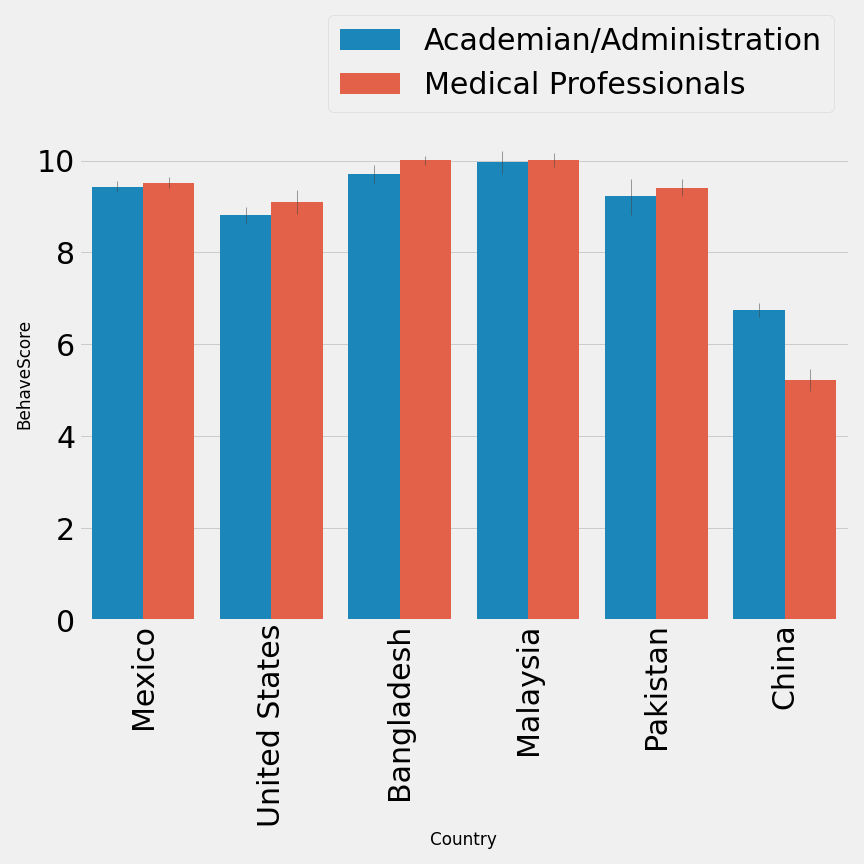 Academian/Administration
Medical Professionals
10
8
6
4
2
0
BehaveScore
Mexico
United States
Bangladesh
Malaysia
Pakistan
China
Country